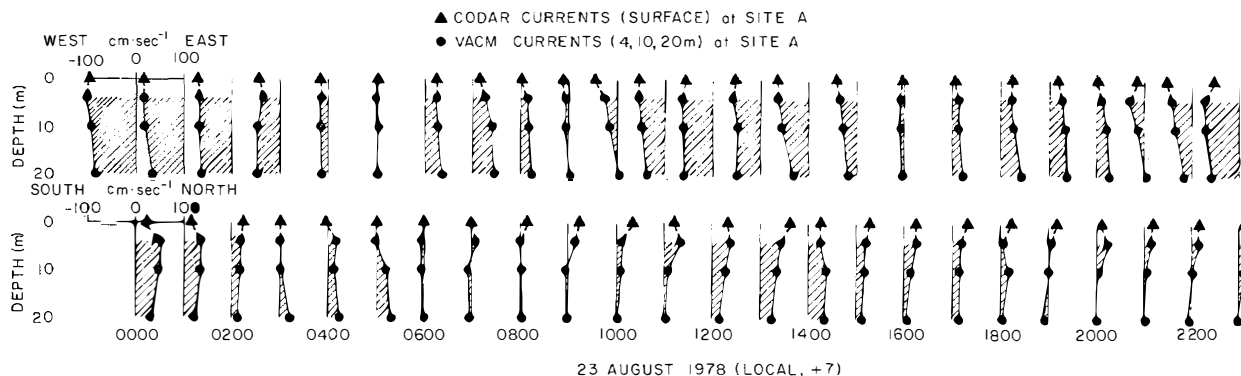 ▲ CODAR CURRENTS (SURFACE) at SITE A
● VACM CURRENTS (4, 10, 20m) at SITE A
WEST cm·sec⁻¹ EAST
-100 0 100
DEPTH (m)
0
10
20
SOUTH cm·sec⁻¹ NORTH
-100 0 100
DEPTH (m)
0
10
20
0000 0200 0400 0600 0800 1000 1200 1400 1600 1800 2000 2200
23 AUGUST 1978 (LOCAL, +7)